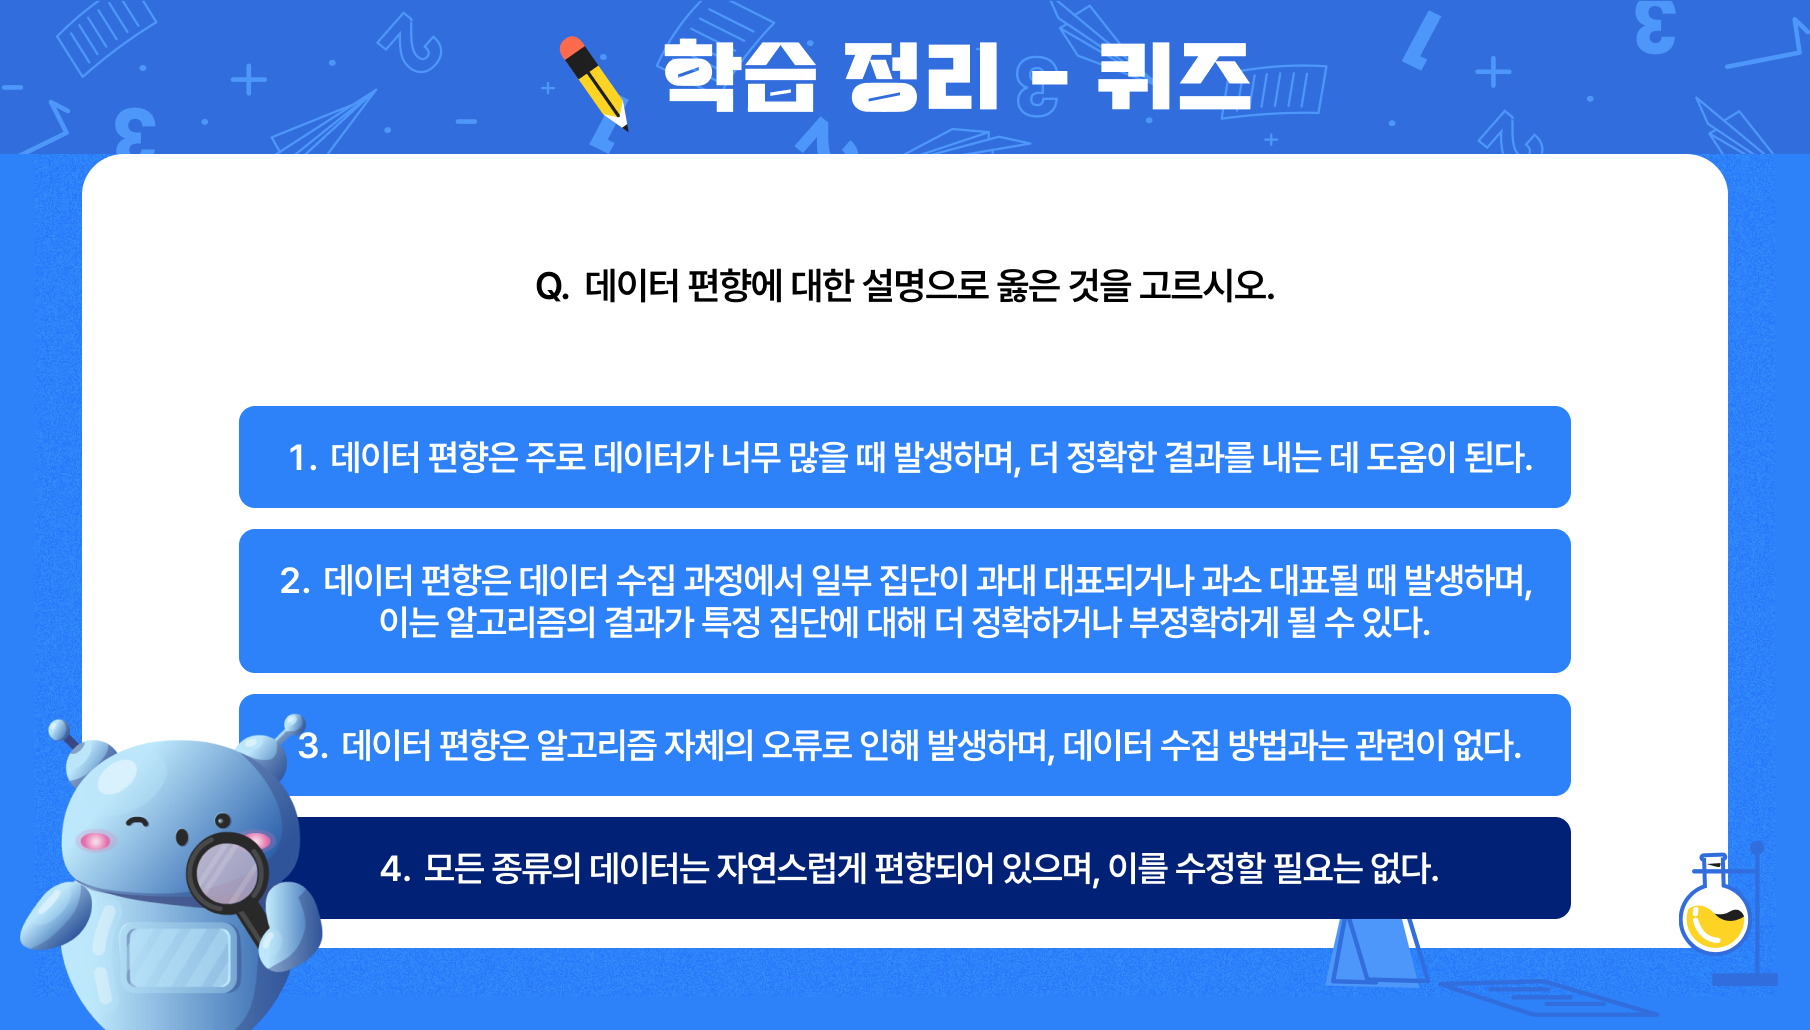 학습 정리 - 퀴즈
Q. 데이터 편향에 대한 설명으로 옳은 것을 고르시오.
1. 데이터 편향은 주로 데이터가 너무 많을 때 발생하며, 더 정확한 결과를 내는 데 도움이 된다.
2. 데이터 편향은 데이터 수집 과정에서 일부 집단이 과대 대표되거나 과소 대표될 때 발생하며,
이는 알고리즘의 결과가 특정 집단에 대해 더 정확하거나 부정확하게 될 수 있다.
3. 데이터 편향은 알고리즘 자체의 오류로 인해 발생하며, 데이터 수집 방법과는 관련이 없다.
4. 모든 종류의 데이터는 자연스럽게 편향되어 있으며, 이를 수정할 필요는 없다.